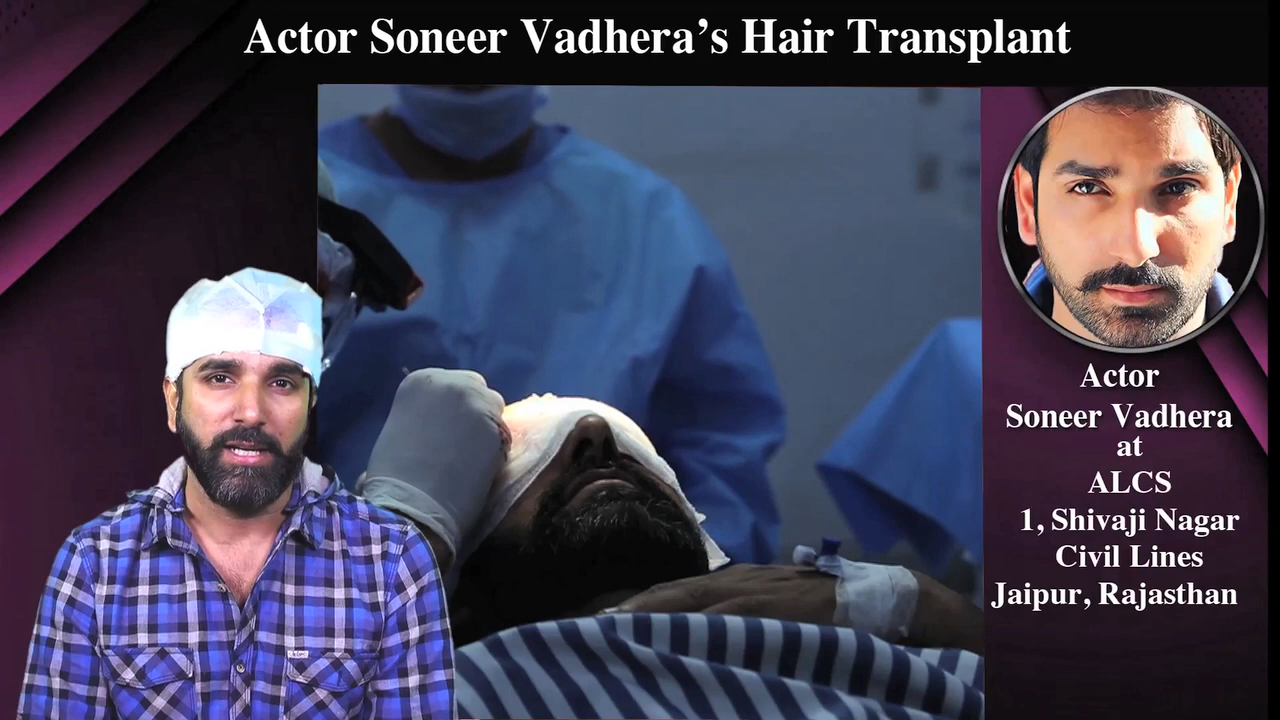 Actor Soneer Vadhera’s Hair Transplant
Actor
Soneer Vadhera
at
ALCS
1, Shivaji Nagar
Civil Lines
Jaipur, Rajasthan